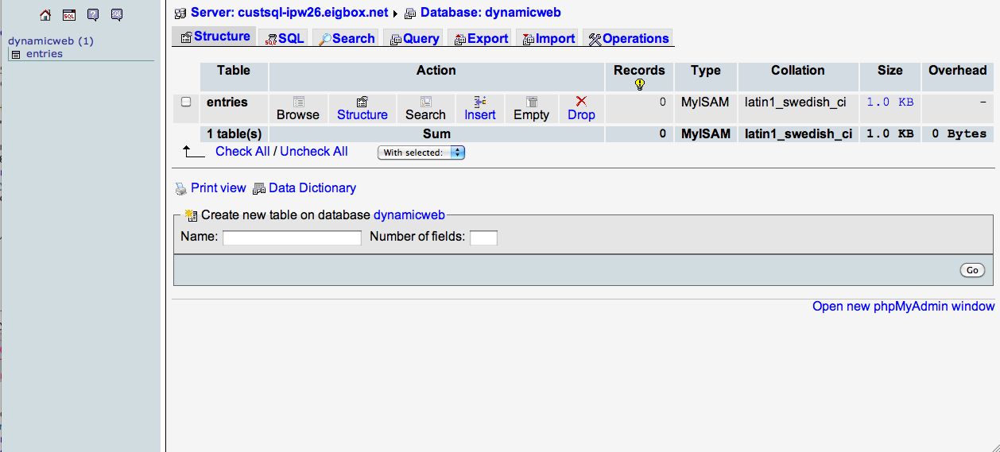 Server: custsql-ipw26.eigbox.net Database: dynamicweb
SQL
dynamicweb (1)
entries
Structure SQL Search Query Export Import Operations
Table Action Records Type Collation Size Overhead
entries Browse Structure Search Insert Empty Drop 0 MyISAM latin1_swedish_ci 1.0 KB -
1 table(s) Sum 0 MyISAM latin1_swedish_ci 1.0 KB 0 Bytes
Check All / Uncheck All With selected:
Print view Data Dictionary
Create new table on database dynamicweb
Name: Number of fields:
Go
Open new phpMyAdmin window